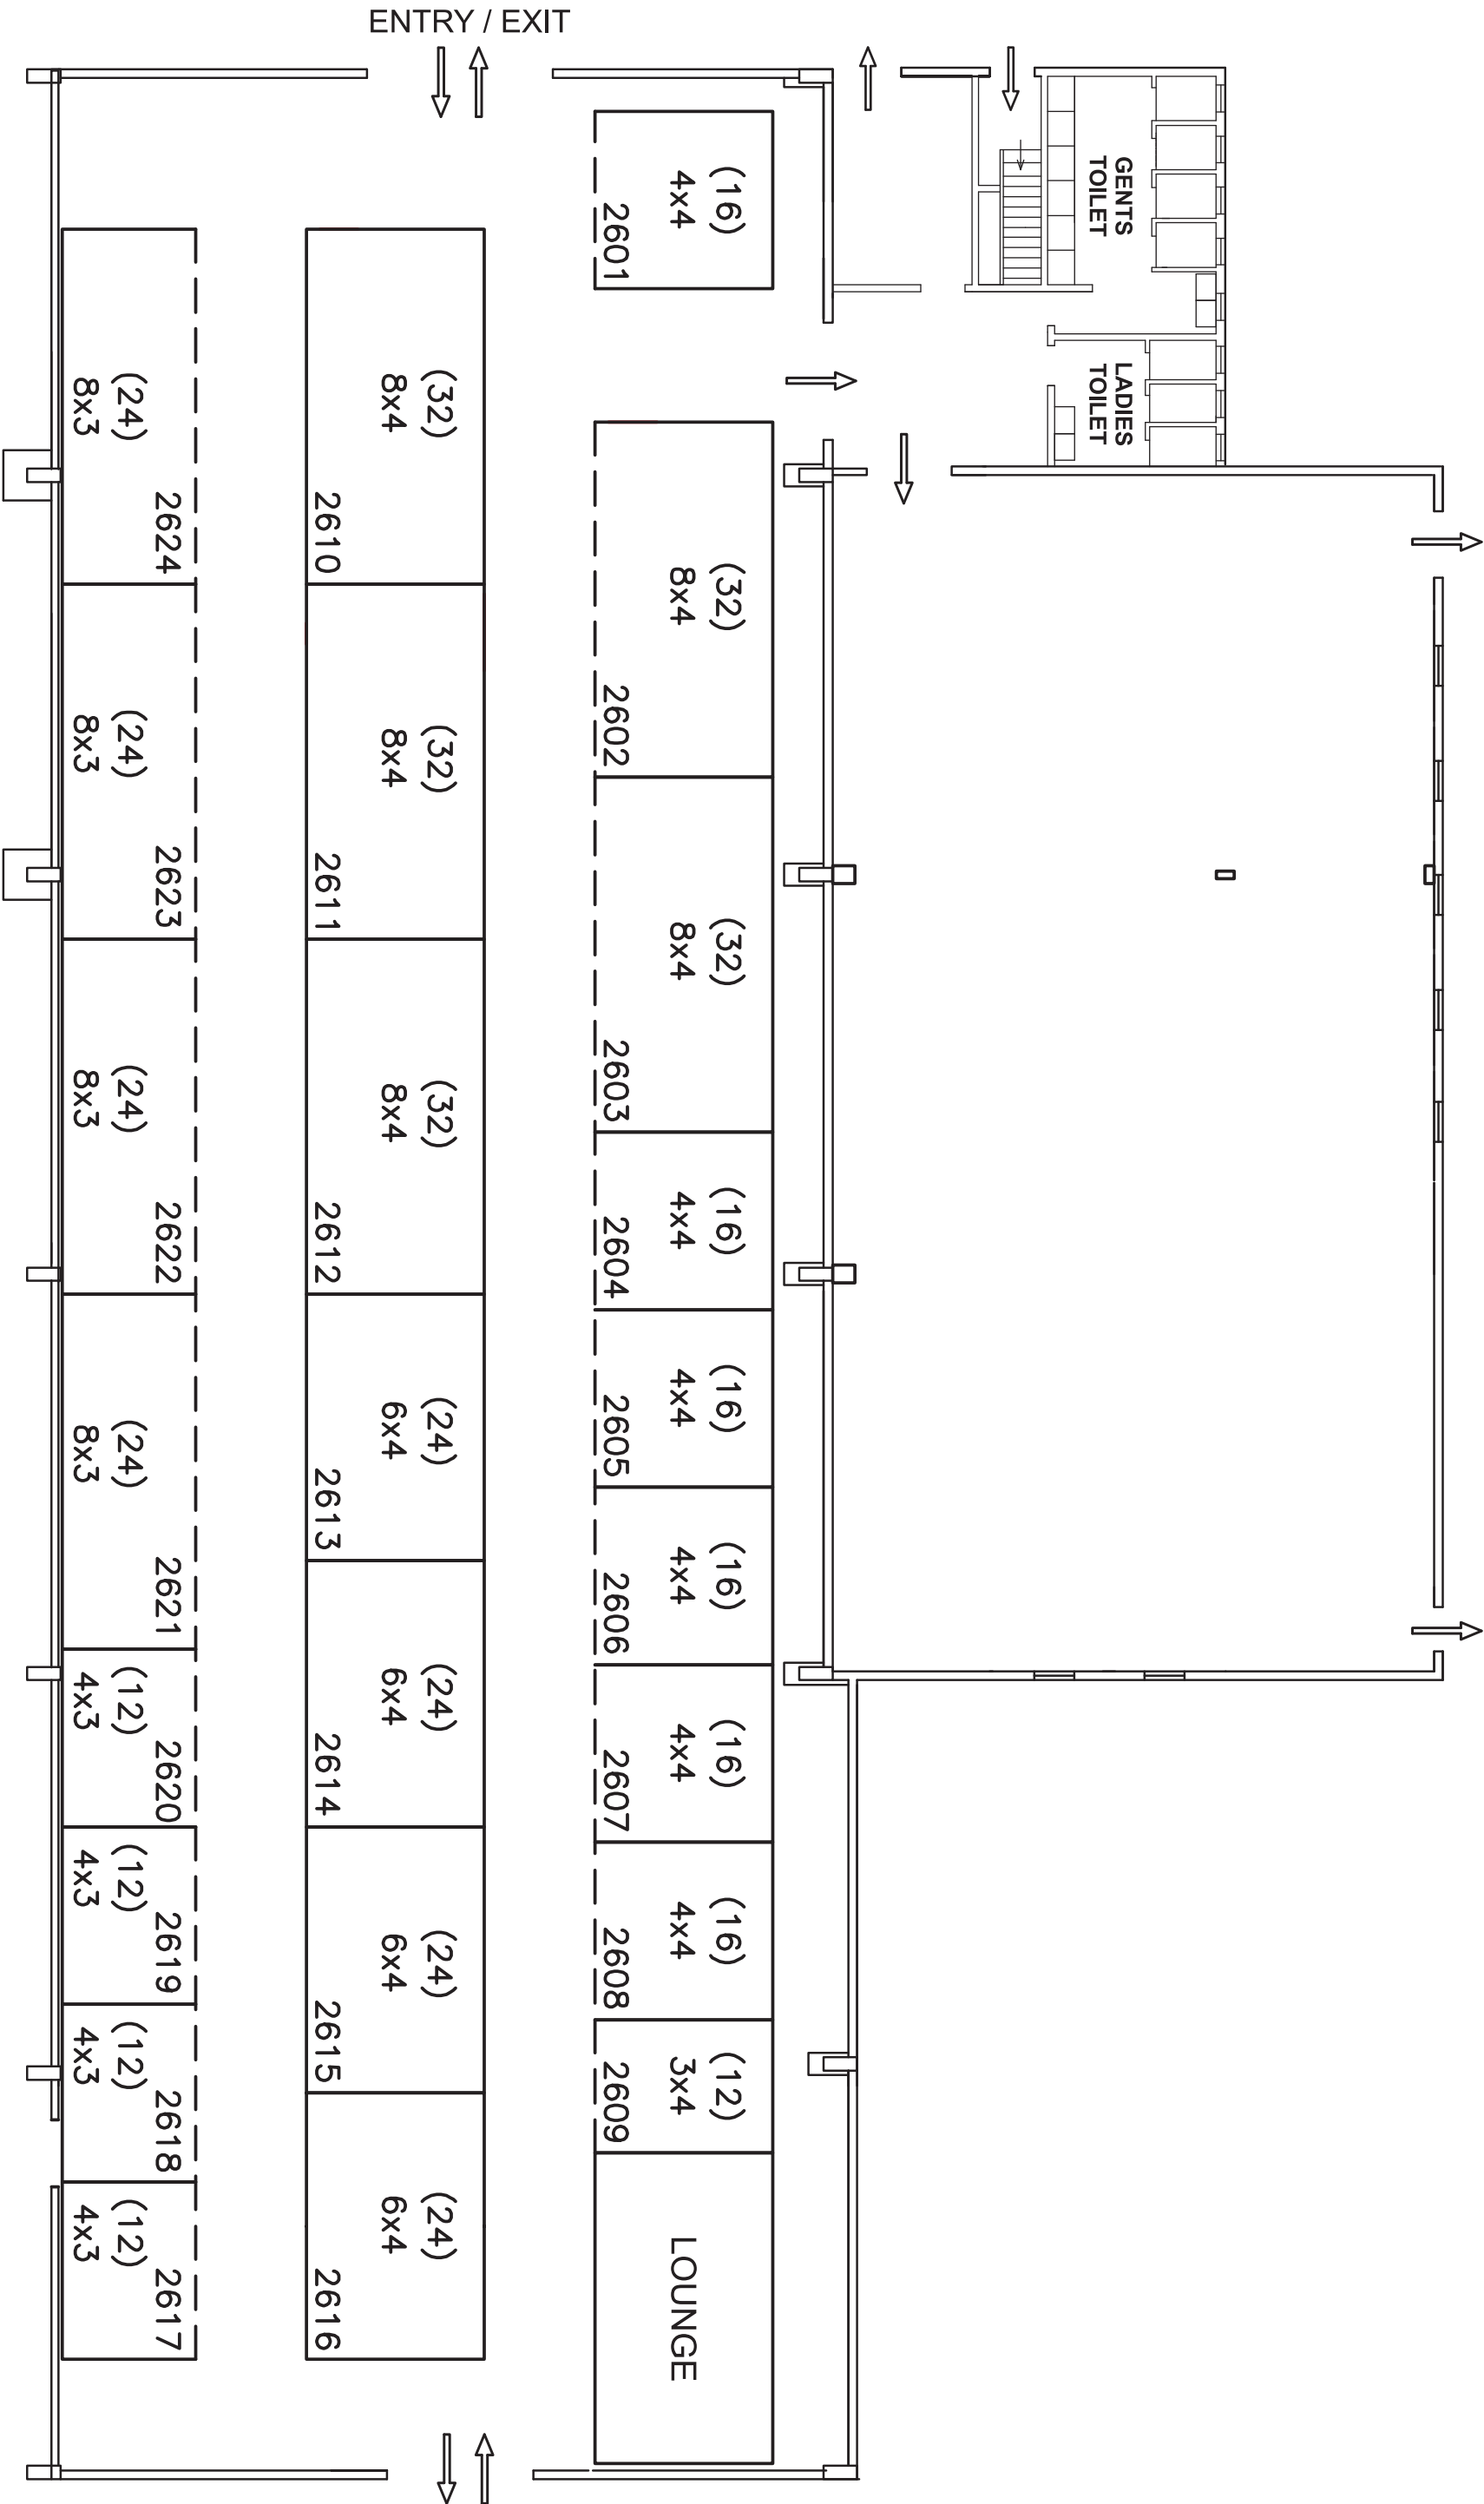 ENTRY / EXIT
GENTS
TOILET
LADIES
TOILET
(16)
4x4
2601
(32)
8x4
2602
(32)
8x4
2603
(16)
4x4
2604
(16)
4x4
2605
(16)
4x4
2606
(16)
4x4
2607
(16)
4x4
2608
(12)
3x4
2609
LOUNGE
(32)
8x4
2610
(32)
8x4
2611
(32)
8x4
2612
(24)
6x4
2613
(24)
6x4
2614
(24)
6x4
2615
(24)
6x4
2616
2624
(24)
8x3
2623
(24)
8x3
2622
(24)
8x3
2621
(24)
8x3
2620
(12)
4x3
2619
(12)
4x3
2618
(12)
4x3
2617
(12)
4x3